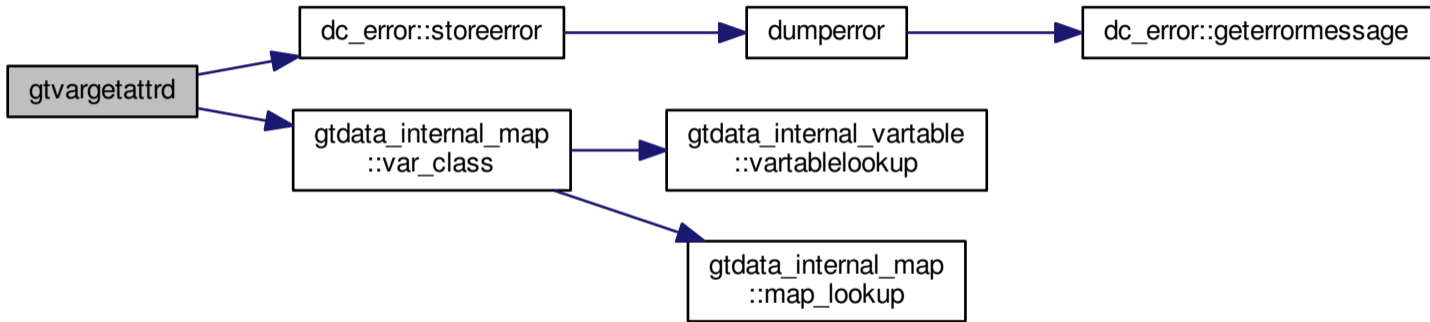 dc_error::storeerror
dumperror
dc_error::geterrormessage
gtvargetattrd
gtdata_internal_map
::var_class
gtdata_internal_vartable
::vartablelookup
gtdata_internal_map
::map_lookup